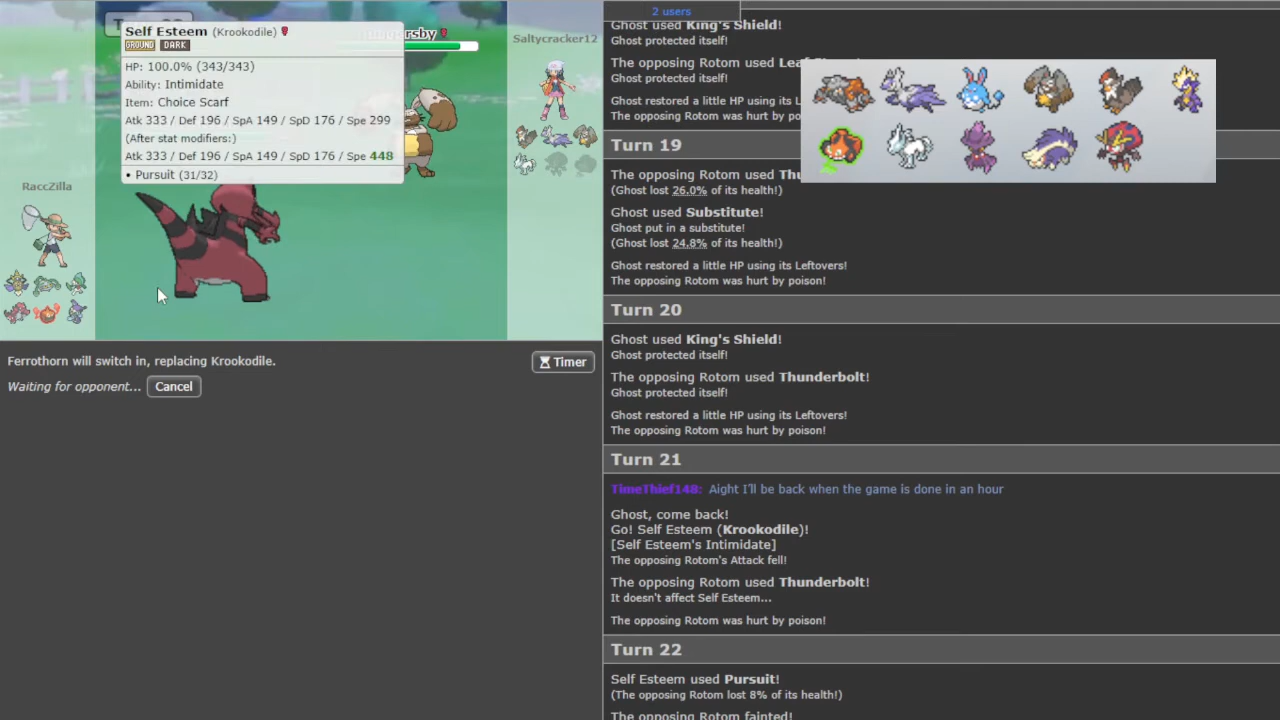 Self Esteem (Krookodile)
GROUND DARK
HP: 100.0% (343/343)
Ability: Intimidate
Item: Choice Scarf
Atk 333 / Def 196 / SpA 149 / SpD 176 / Spe 299
(After stat modifiers:)
Atk 333 / Def 196 / SpA 149 / SpD 176 / Spe 448
• Pursuit (31/32)
Saltycracker12
RaccZilla
Ferrothorn will switch in, replacing Krookodile.
Waiting for opponent... Cancel
Timer
2 users
Ghost used King's Shield!
Ghost protected itself!
The opposing Rotom used
Ghost protected itself!
Ghost restored a little HP using its
The opposing Rotom was hurt by poison!
Turn 19
The opposing Rotom used
(Ghost lost 26.0% of its health!)
Ghost used Substitute!
Ghost put in a substitute!
(Ghost lost 24.8% of its health!)
Ghost restored a little HP using its Leftovers!
The opposing Rotom was hurt by poison!
Turn 20
Ghost used King's Shield!
Ghost protected itself!
The opposing Rotom used Thunderbolt!
Ghost protected itself!
Ghost restored a little HP using its Leftovers!
The opposing Rotom was hurt by poison!
Turn 21
TimeThief148: Aight I'll be back when the game is done in an hour
Ghost, come back!
Go! Self Esteem (Krookodile)!
[Self Esteem's Intimidate]
The opposing Rotom's Attack fell!
The opposing Rotom used Thunderbolt!
It doesn't affect Self Esteem...
The opposing Rotom was hurt by poison!
Turn 22
Self Esteem used Pursuit!
(The opposing Rotom lost 8% of its health!)
The opposing Rotom fainted!